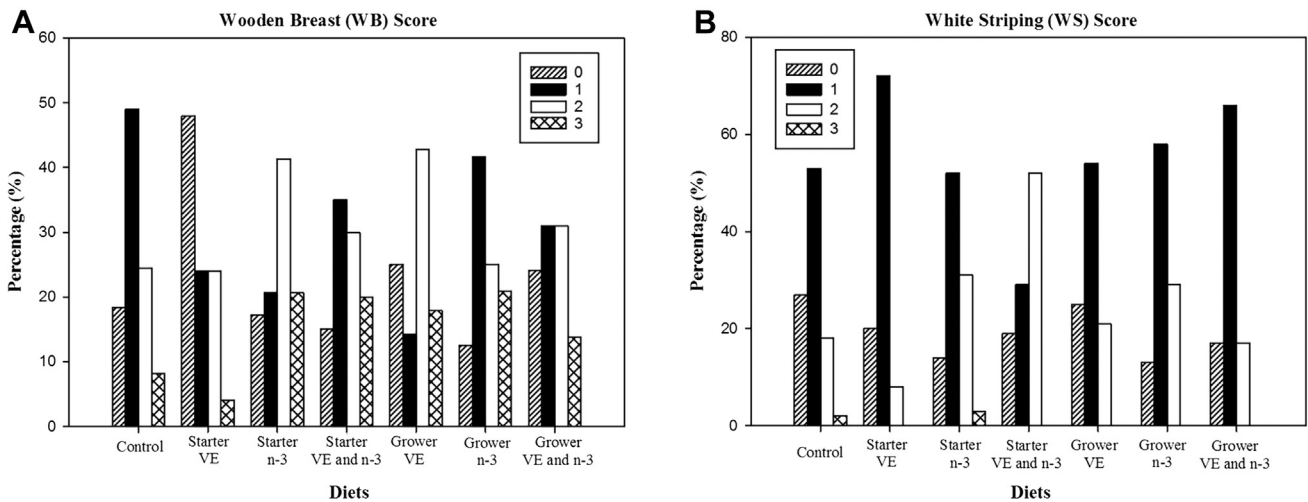 A
Wooden Breast (WB) Score
60
50
40
30
20
10
0
Percentage (%)
0
1
2
3
Control
Starter
VE
Starter
n-3
Starter
VE and n-3
Grower
VE
Grower
n-3
Grower
VE and n-3
Diets
B
White Striping (WS) Score
80
60
40
20
0
Percentage (%)
0
1
2
3
Control
Starter
VE
Starter
n-3
Starter
VE and n-3
Grower
VE
Grower
n-3
Grower
VE and n-3
Diets